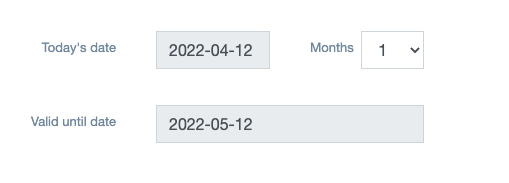 Today's date 2022-04-12 Months 1
Valid until date 2022-05-12